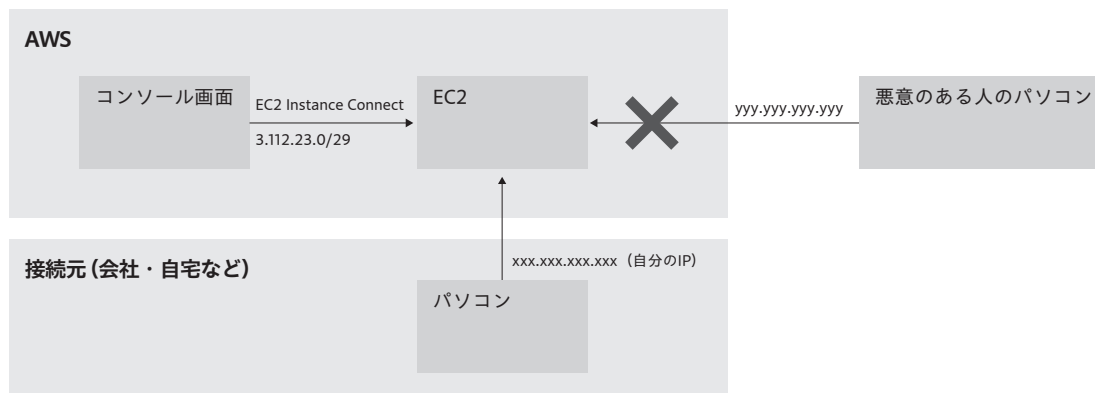 AWS
コンソール画面
EC2 Instance Connect
3.112.23.0/29
EC2
yyy.yyy.yyy.yyy
悪意のある人のパソコン
接続元（会社・自宅など）
xxx.xxx.xxx.xxx（自分のIP）
パソコン